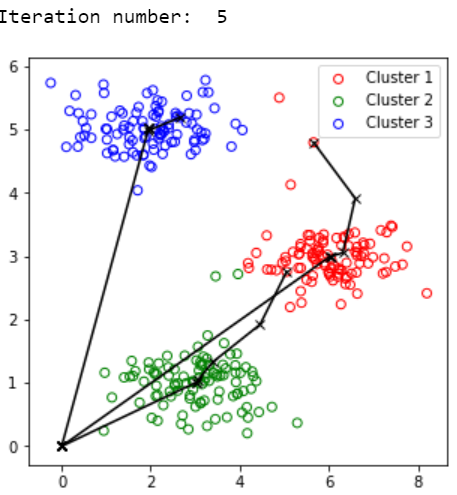 Iteration number:  5
6
5
4
3
2
1
0
Cluster 1
Cluster 2
Cluster 3
0 2 4 6 8